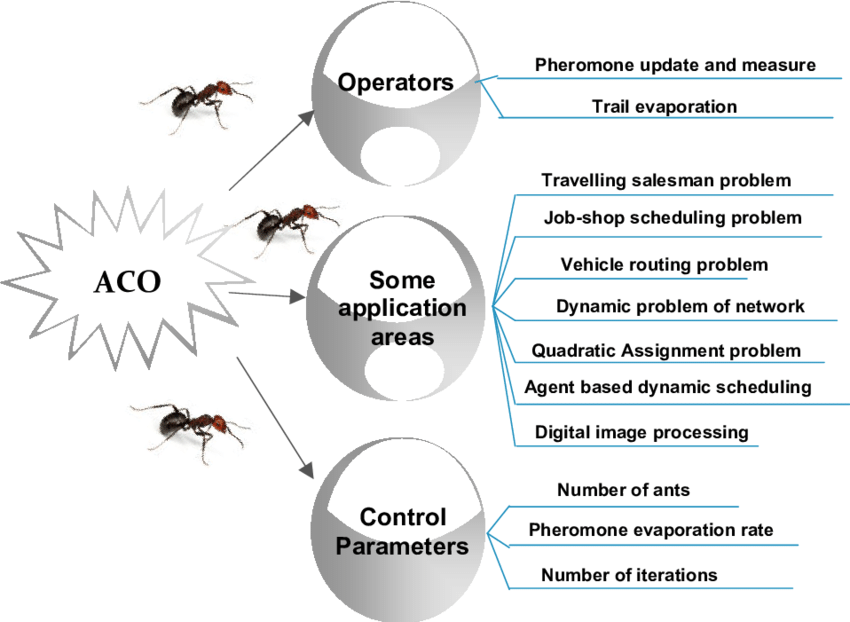 Operators
Pheromone update and measure
Trail evaporation
ACO
Some
application
areas
Travelling salesman problem
Job-shop scheduling problem
Vehicle routing problem
Dynamic problem of network
Quadratic Assignment problem
Agent based dynamic scheduling
Digital image processing
Control
Parameters
Number of ants
Pheromone evaporation rate
Number of iterations